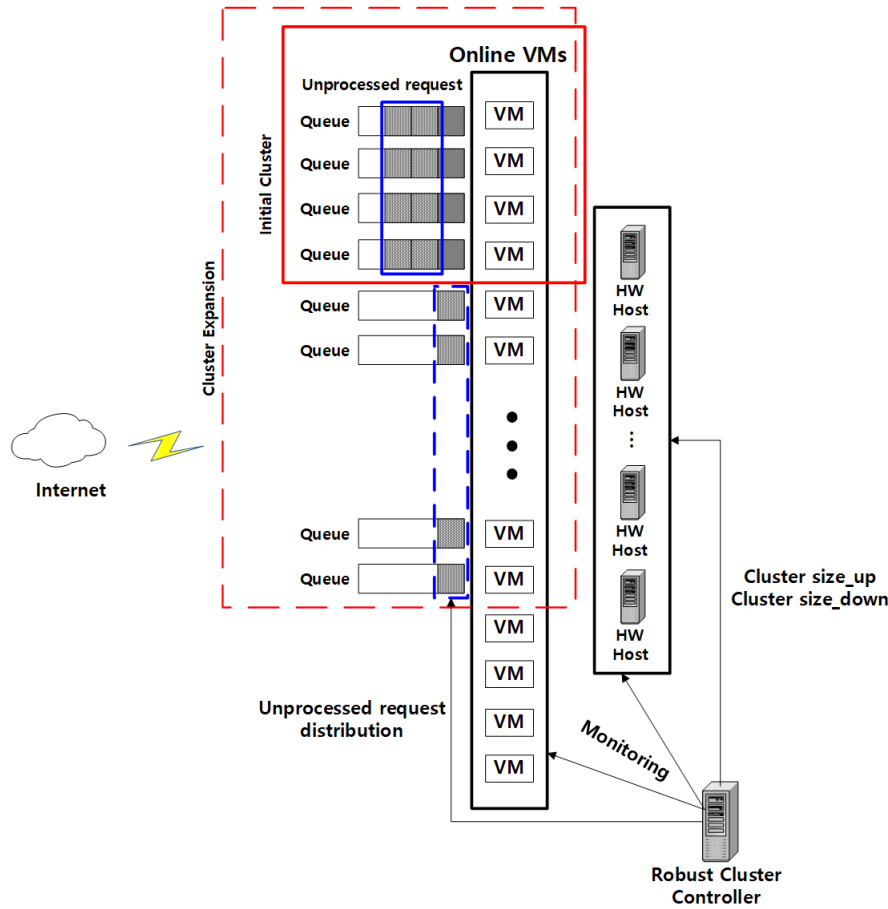 Online VMs
Unprocessed request
Queue
VM
Queue
VM
Queue
VM
Queue
VM
Initial Cluster
Queue
VM
Queue
VM
Cluster Expansion
Queue
VM
Queue
VM
VM
VM
VM
VM
HW
Host
HW
Host
...
HW
Host
HW
Host
Internet
Cluster size_up
Cluster size_down
Unprocessed request
distribution
Monitoring
Robust Cluster
Controller